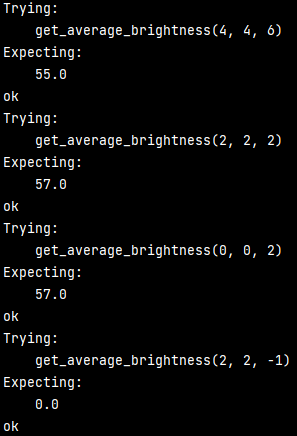 Trying:
    get_average_brightness(4, 4, 6)
Expecting:
    55.0
ok
Trying:
    get_average_brightness(2, 2, 2)
Expecting:
    57.0
ok
Trying:
    get_average_brightness(0, 0, 2)
Expecting:
    57.0
ok
Trying:
    get_average_brightness(2, 2, -1)
Expecting:
    0.0
ok